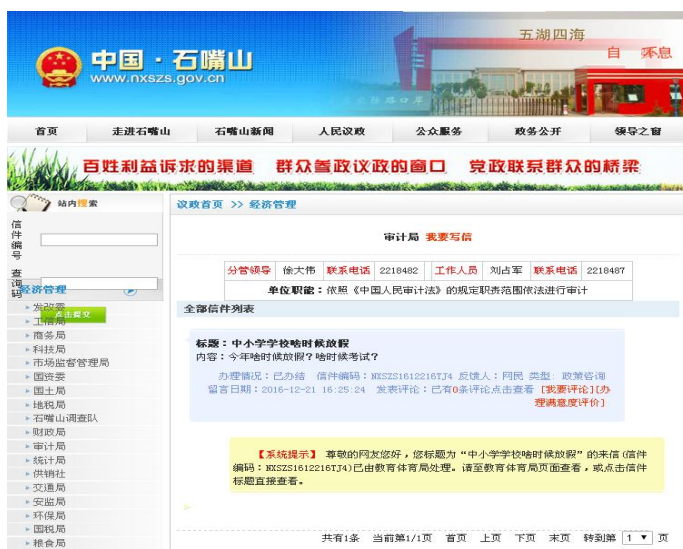 五湖四海
自 环息
中国·石嘴山
www.nxszs.gov.cn
首页 走进石嘴山 石嘴山新闻 人民议政 公众服务 政务公开 领导之窗
百姓利益诉求的渠道 群众参政议政的窗口 党政联系群众的桥梁
站内搜索
信件编号
查询码
点击提交
经济管理
发改委
工信局
商务局
科技局
市场监督管理局
国资委
国土局
地税局
石嘴山调查队
财政局
审计局
统计局
供销社
交通局
安监局
环保局
国税局
粮食局
议政首页 >> 经济管理
审计局 我要写信
分管领导 徐大伟 联系电话 2218482 工作人员 刘占军 联系电话 2218487
单位职能：依照《中国人民审计法》的规定职责范围依法进行审计
全部信件列表
标题：中小学学校啥时候放假
内容：今年啥时候放假？啥时候考试？
办理情况：已办结 信件编码：NXSZS1612216TJ4 反馈人：网民 类型：政策咨询
留言日期：2016-12-21 16:25:24 发表评论：已有0条评论点击查看 [我要评论][办
理满意度评价]
【系统提示】 尊敬的网友您好，您标题为“中小学学校啥时候放假”的来信(信件
编码：NXSZS1612216TJ4)已由教育体育局处理。请至教育体育局页面查看，或点击信件
标题直接查看。
共有1条 当前第1/1页 首页 上页 下页 末页 转到第 1 页